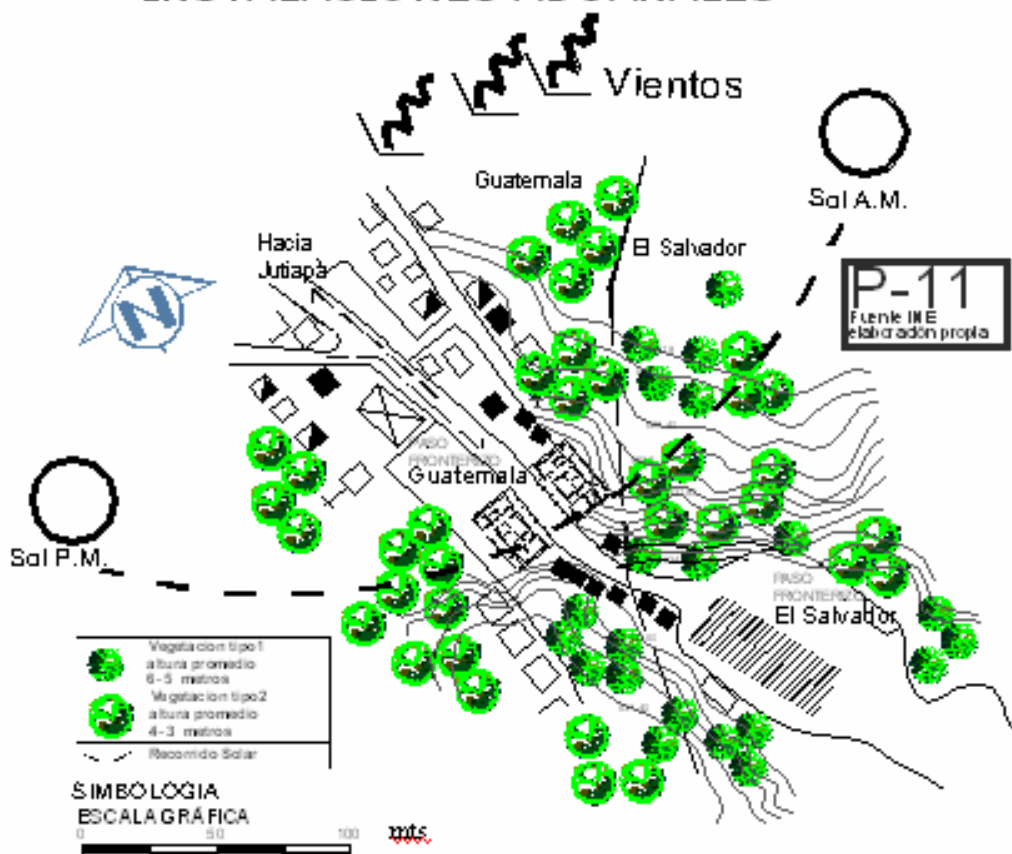 Vientos
Guatemala
Sol A.M.
El Salvador
Hacia
Jutiapa
P-11
Fuente INE
elaboración propia
PASO
FRONTERIZO
Guatemala
Sol P.M.
PASO
FRONTERIZO
El Salvador
Vegetacion tipo1
altura promedio
6-5 metros
Vegetacion tipo2
altura promedio
4-3 metros
Recorrido Solar
SIMBOLOGIA
ESCALA GRÁFICA
0 50 100 mts
N